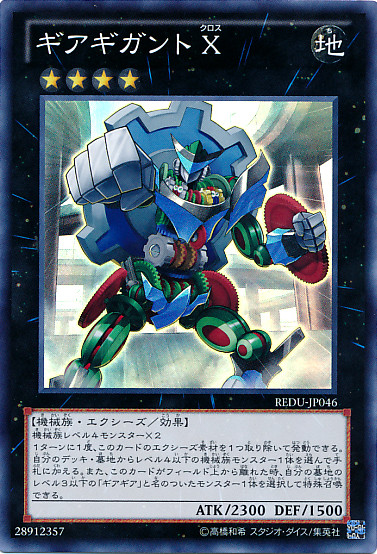 クロス
ギアギガント X
ち
地
REDU-JP046
【機械族・エクシーズ/効果】
機械族レベル4モンスター×2
1ターンに1度、このカードのエクシーズ素材を1つ取り除いて発動できる。
自分のデッキ・墓地からレベル4以下の機械族モンスター1体を選んで手
札に加える。また、このカードがフィールド上から離れた時、自分の墓地の
レベル3以下の「ギアギア」と名のついたモンスター1体を選択して特殊召喚
できる。
ATK/2300 DEF/1500
28912357
©高橋和希 スタジオ・ダイス/集英社